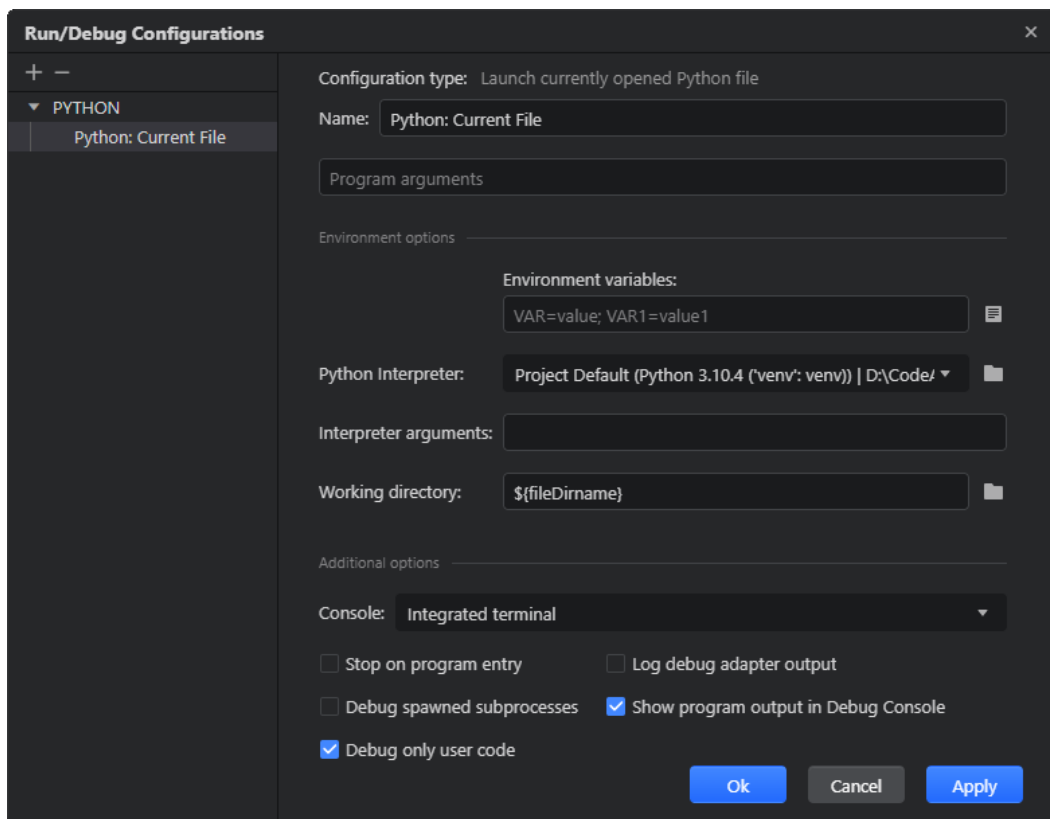 Run/Debug Configurations
PYTHON
Python: Current File
Configuration type: Launch currently opened Python file
Name: Python: Current File
Program arguments
Environment options
Environment variables:
VAR=value; VAR1=value1
Python Interpreter: Project Default (Python 3.10.4 ('venv': venv)) | D:\Code
Interpreter arguments:
Working directory: ${fileDirname}
Additional options
Console: Integrated terminal
Stop on program entry Log debug adapter output
Debug spawned subprocesses Show program output in Debug Console
Debug only user code
Ok Cancel Apply